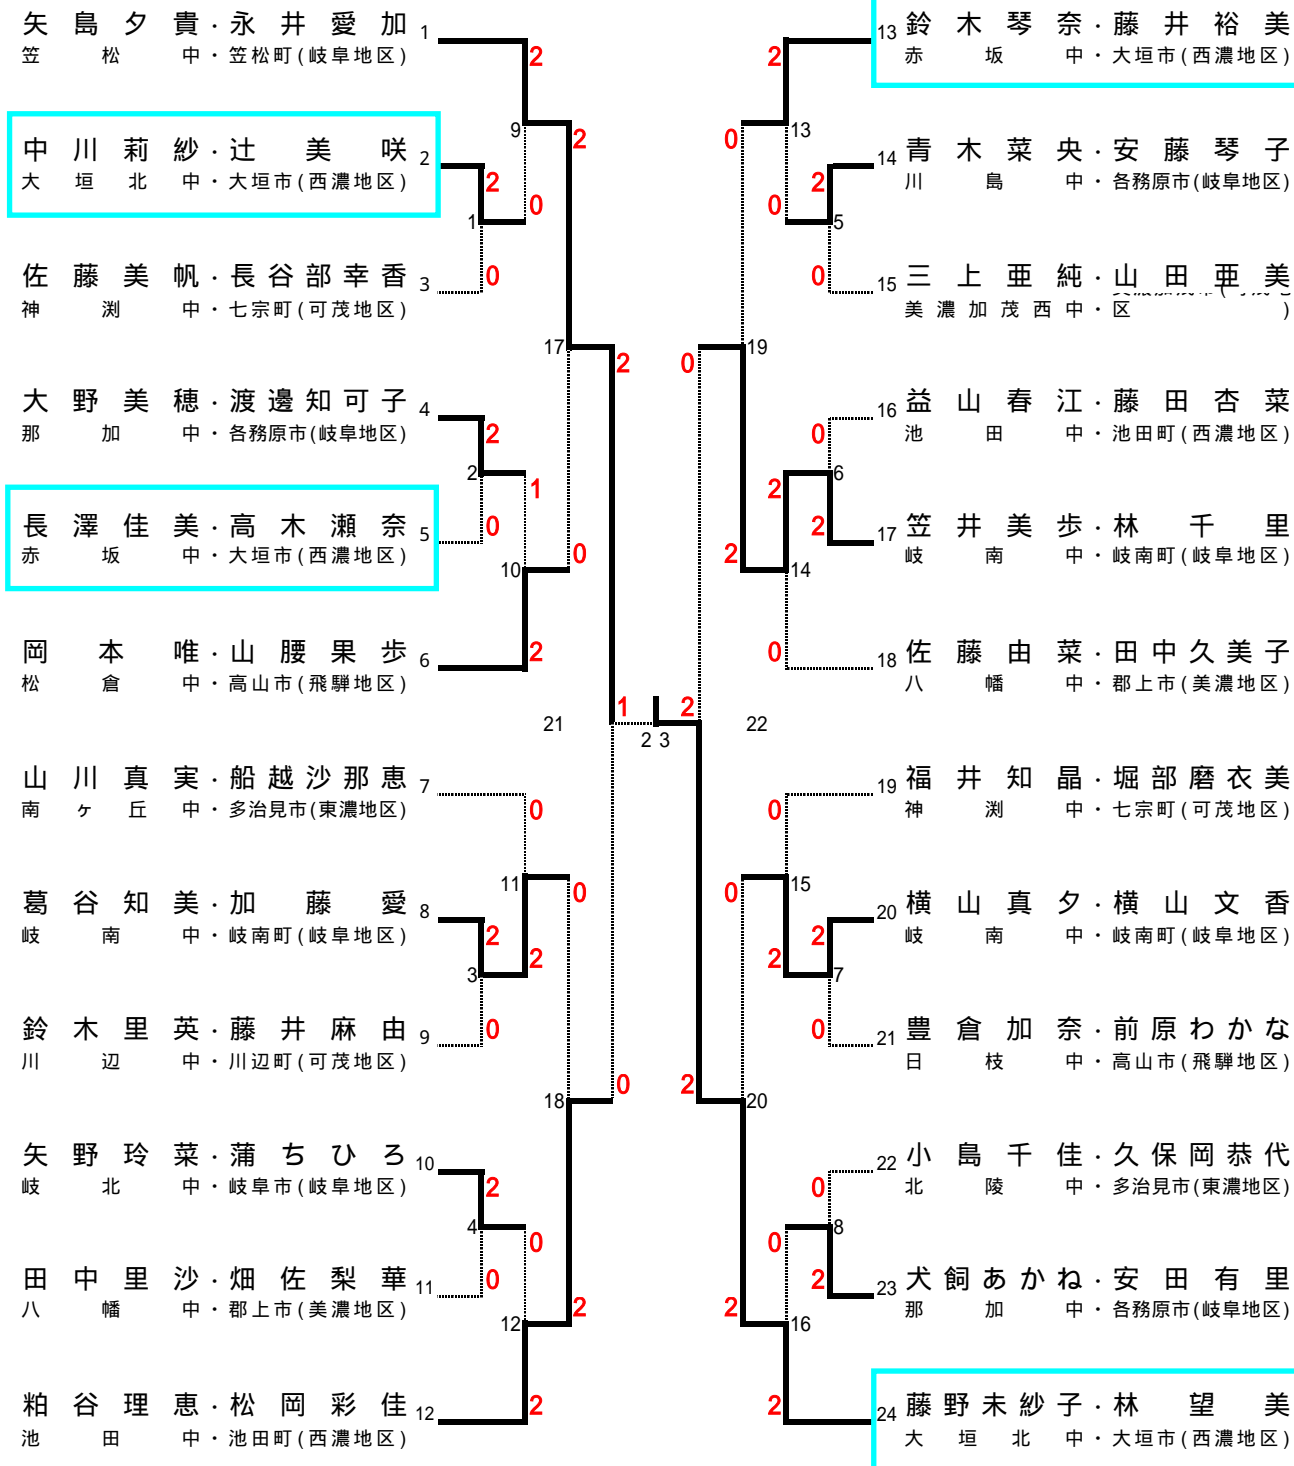 矢島夕貴・永井愛加 1
笠松中・笠松町(岐阜地区)
2
9
2
中川莉紗・辻美咲 2
大垣北中・大垣市(西濃地区)
2
0
1
佐藤美帆・長谷部幸香 3
神渕中・七宗町(可茂地区)
0
17
2
大野美穂・渡邊知可子 4
那加中・各務原市(岐阜地区)
2
2
1
長澤佳美・高木瀬奈 5
赤坂中・大垣市(西濃地区)
0
0
10
岡本唯・山腰果歩 6
松倉中・高山市(飛騨地区)
2
1
21
山川真実・船越沙那恵 7
南ヶ丘中・多治見市(東濃地区)
0
11
0
葛谷知美・加藤愛 8
岐南中・岐南町(岐阜地区)
2
2
3
鈴木里英・藤井麻由 9
川辺中・川辺町(可茂地区)
0
0
18
矢野玲菜・蒲ちひろ 10
岐北中・岐阜市(岐阜地区)
2
4
0
田中里沙・畑佐梨華 11
八幡中・郡上市(美濃地区)
0
2
12
粕谷理恵・松岡彩佳 12
池田中・池田町(西濃地区)
2
2 3
13 鈴木琴奈・藤井裕美
赤坂中・大垣市(西濃地区)
2
0
13
14 青木菜央・安藤琴子
川島中・各務原市(岐阜地区)
2
0
5
15 三上亜純・山田亜美
美濃加茂西中・
区)
0
0
19
16 益山春江・藤田杏菜
池田中・池田町(西濃地区)
0
6
2
17 笠井美歩・林千里
岐南中・岐南町(岐阜地区)
2
2
14
18 佐藤由菜・田中久美子
八幡中・郡上市(美濃地区)
0
2
22
19 福井知晶・堀部磨衣美
神渕中・七宗町(可茂地区)
0
0
15
20 横山真夕・横山文香
岐南中・岐南町(岐阜地区)
2
2
7
21 豊倉加奈・前原わかな
日枝中・高山市(飛騨地区)
0
2
20
22 小島千佳・久保岡恭代
北陵中・多治見市(東濃地区)
0
8
0
23 犬飼あかね・安田有里
那加中・各務原市(岐阜地区)
2
2
16
24 藤野未紗子・林望美
大垣北中・大垣市(西濃地区)
2